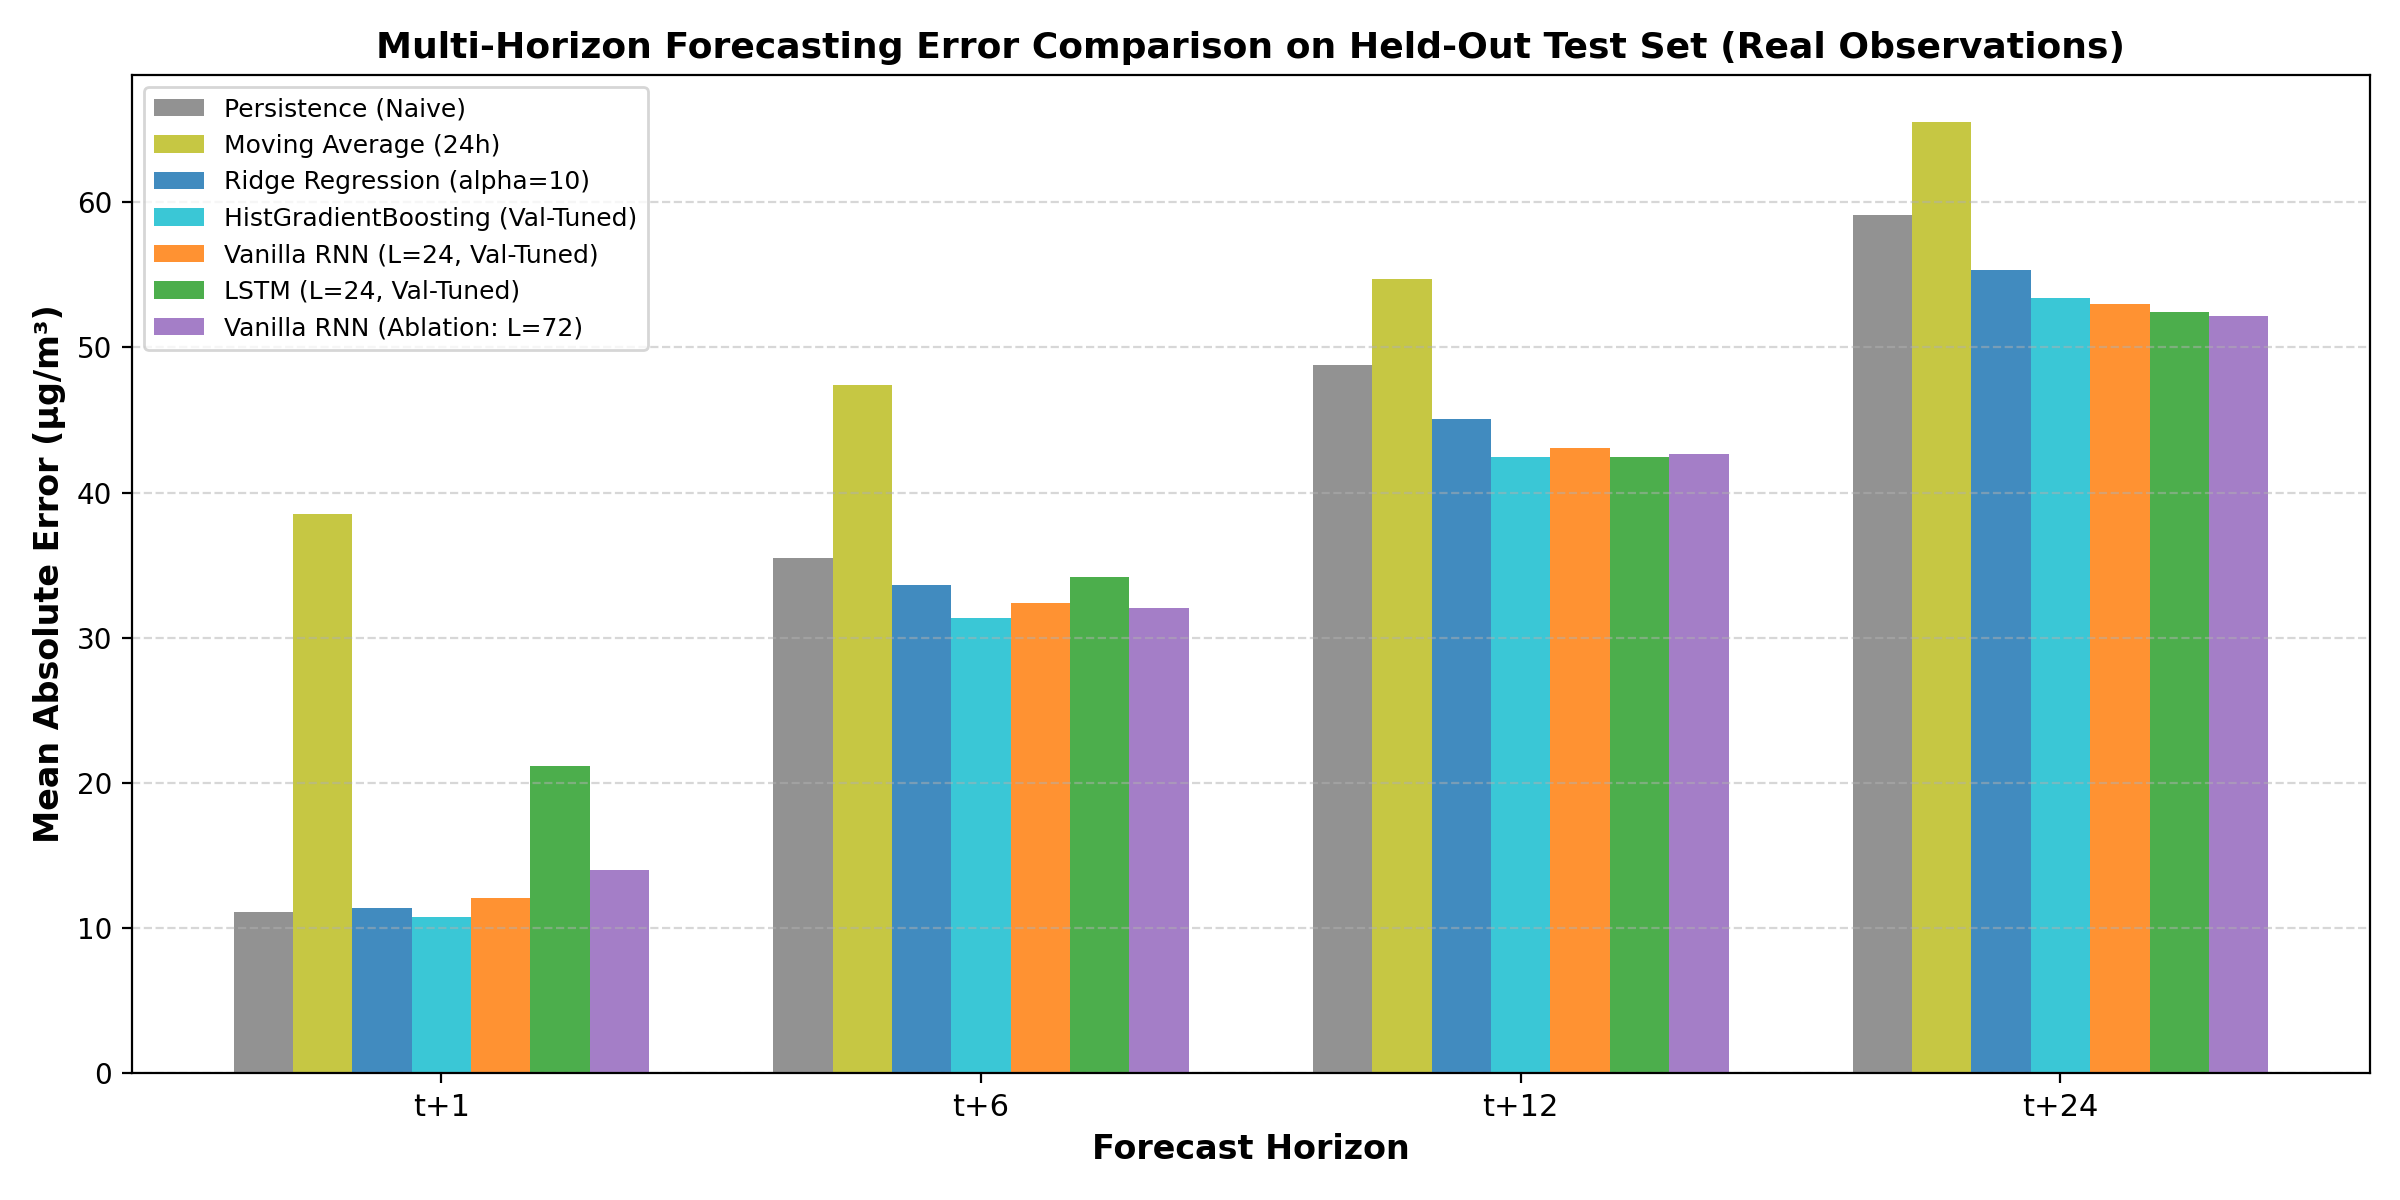 Multi-Horizon Forecasting Error Comparison on Held-Out Test Set (Real Observations)
Persistence (Naive)
Moving Average (24h)
Ridge Regression (alpha=10)
HistGradientBoosting (Val-Tuned)
Vanilla RNN (L=24, Val-Tuned)
LSTM (L=24, Val-Tuned)
Vanilla RNN (Ablation: L=72)
Mean Absolute Error (µg/m³)
60
50
40
30
20
10
0
t+1
t+6
t+12
t+24
Forecast Horizon